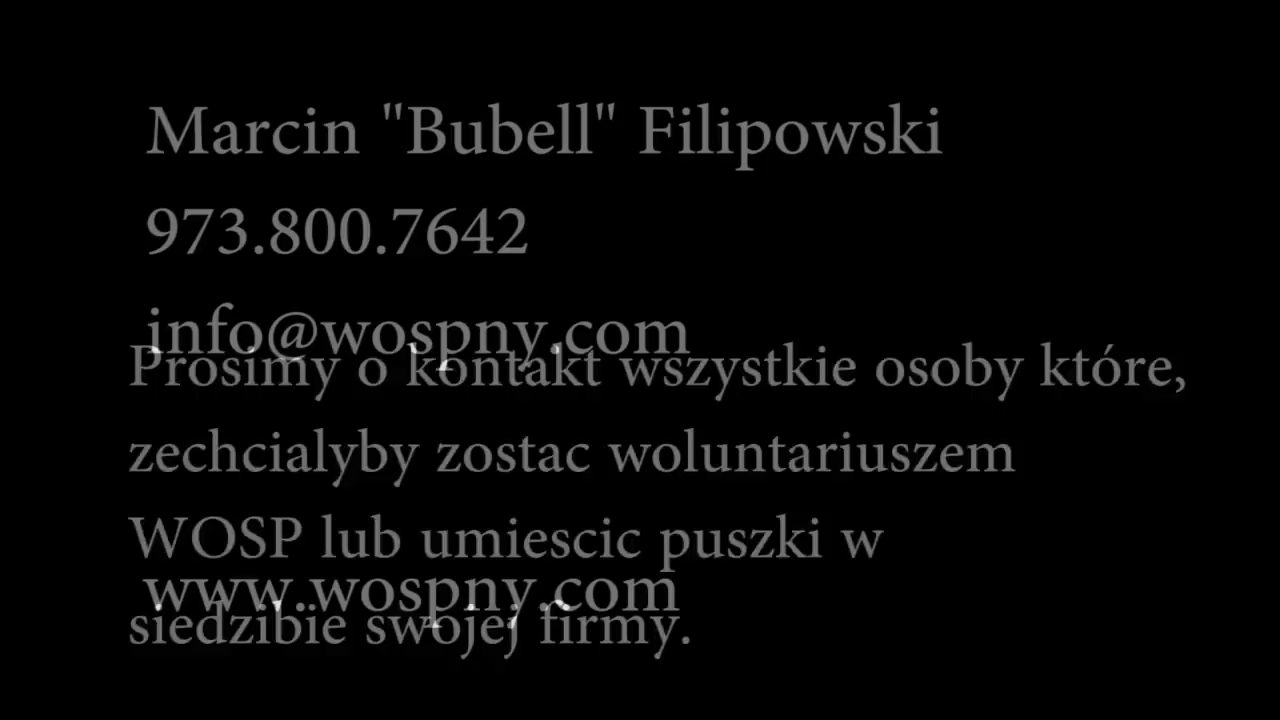 Marcin "Bubell" Filipowski
973.800.7642
info@wospny.com
Prosimy o kontakt wszystkie osoby które,
zechcialyby zostac woluntariuszem
WOSP lub umiescic puszki w
www.wospny.com
siedzibie swojej firmy.